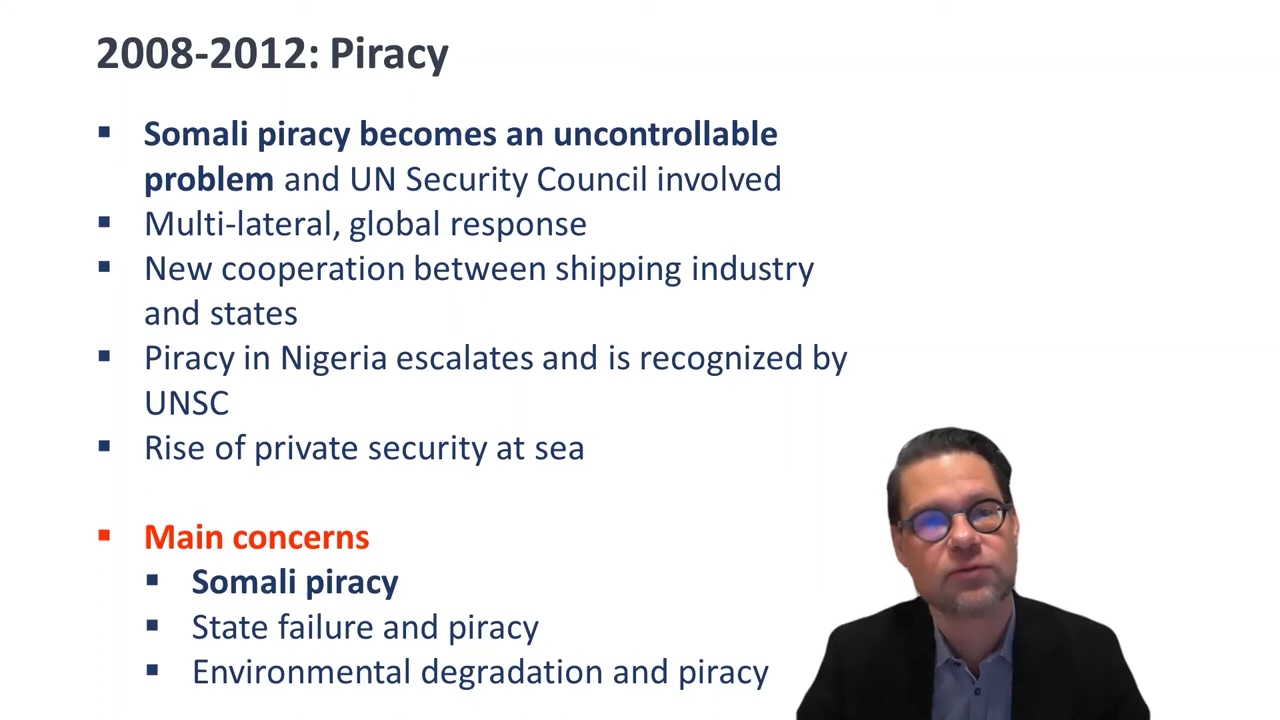 2008-2012: Piracy
▪ Somali piracy becomes an uncontrollable
problem and UN Security Council involved
▪ Multi-lateral, global response
▪ New cooperation between shipping industry
and states
▪ Piracy in Nigeria escalates and is recognized by
UNSC
▪ Rise of private security at sea
▪ Main concerns
▪ Somali piracy
▪ State failure and piracy
▪ Environmental degradation and piracy